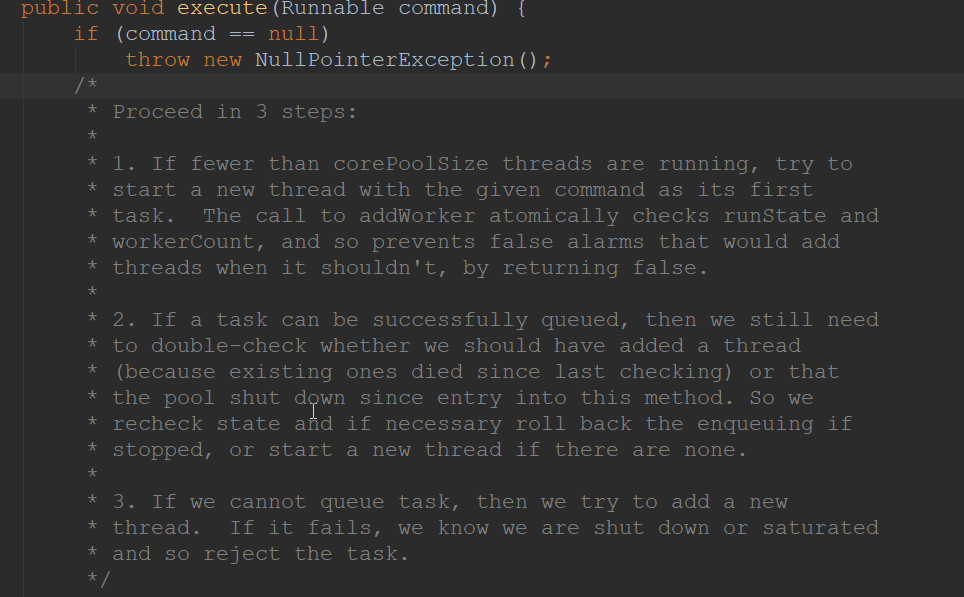 public void execute(Runnable command) {
    if (command == null)
        throw new NullPointerException();
    /*
     * Proceed in 3 steps:
     *
     * 1. If fewer than corePoolSize threads are running, try to
     * start a new thread with the given command as its first
     * task.  The call to addWorker atomically checks runState and
     * workerCount, and so prevents false alarms that would add
     * threads when it shouldn't, by returning false.
     *
     * 2. If a task can be successfully queued, then we still need
     * to double-check whether we should have added a thread
     * (because existing ones died since last checking) or that
     * the pool shut down since entry into this method. So we
     * recheck state and if necessary roll back the enqueuing if
     * stopped, or start a new thread if there are none.
     *
     * 3. If we cannot queue task, then we try to add a new
     * thread.  If it fails, we know we are shut down or saturated
     * and so reject the task.
     */